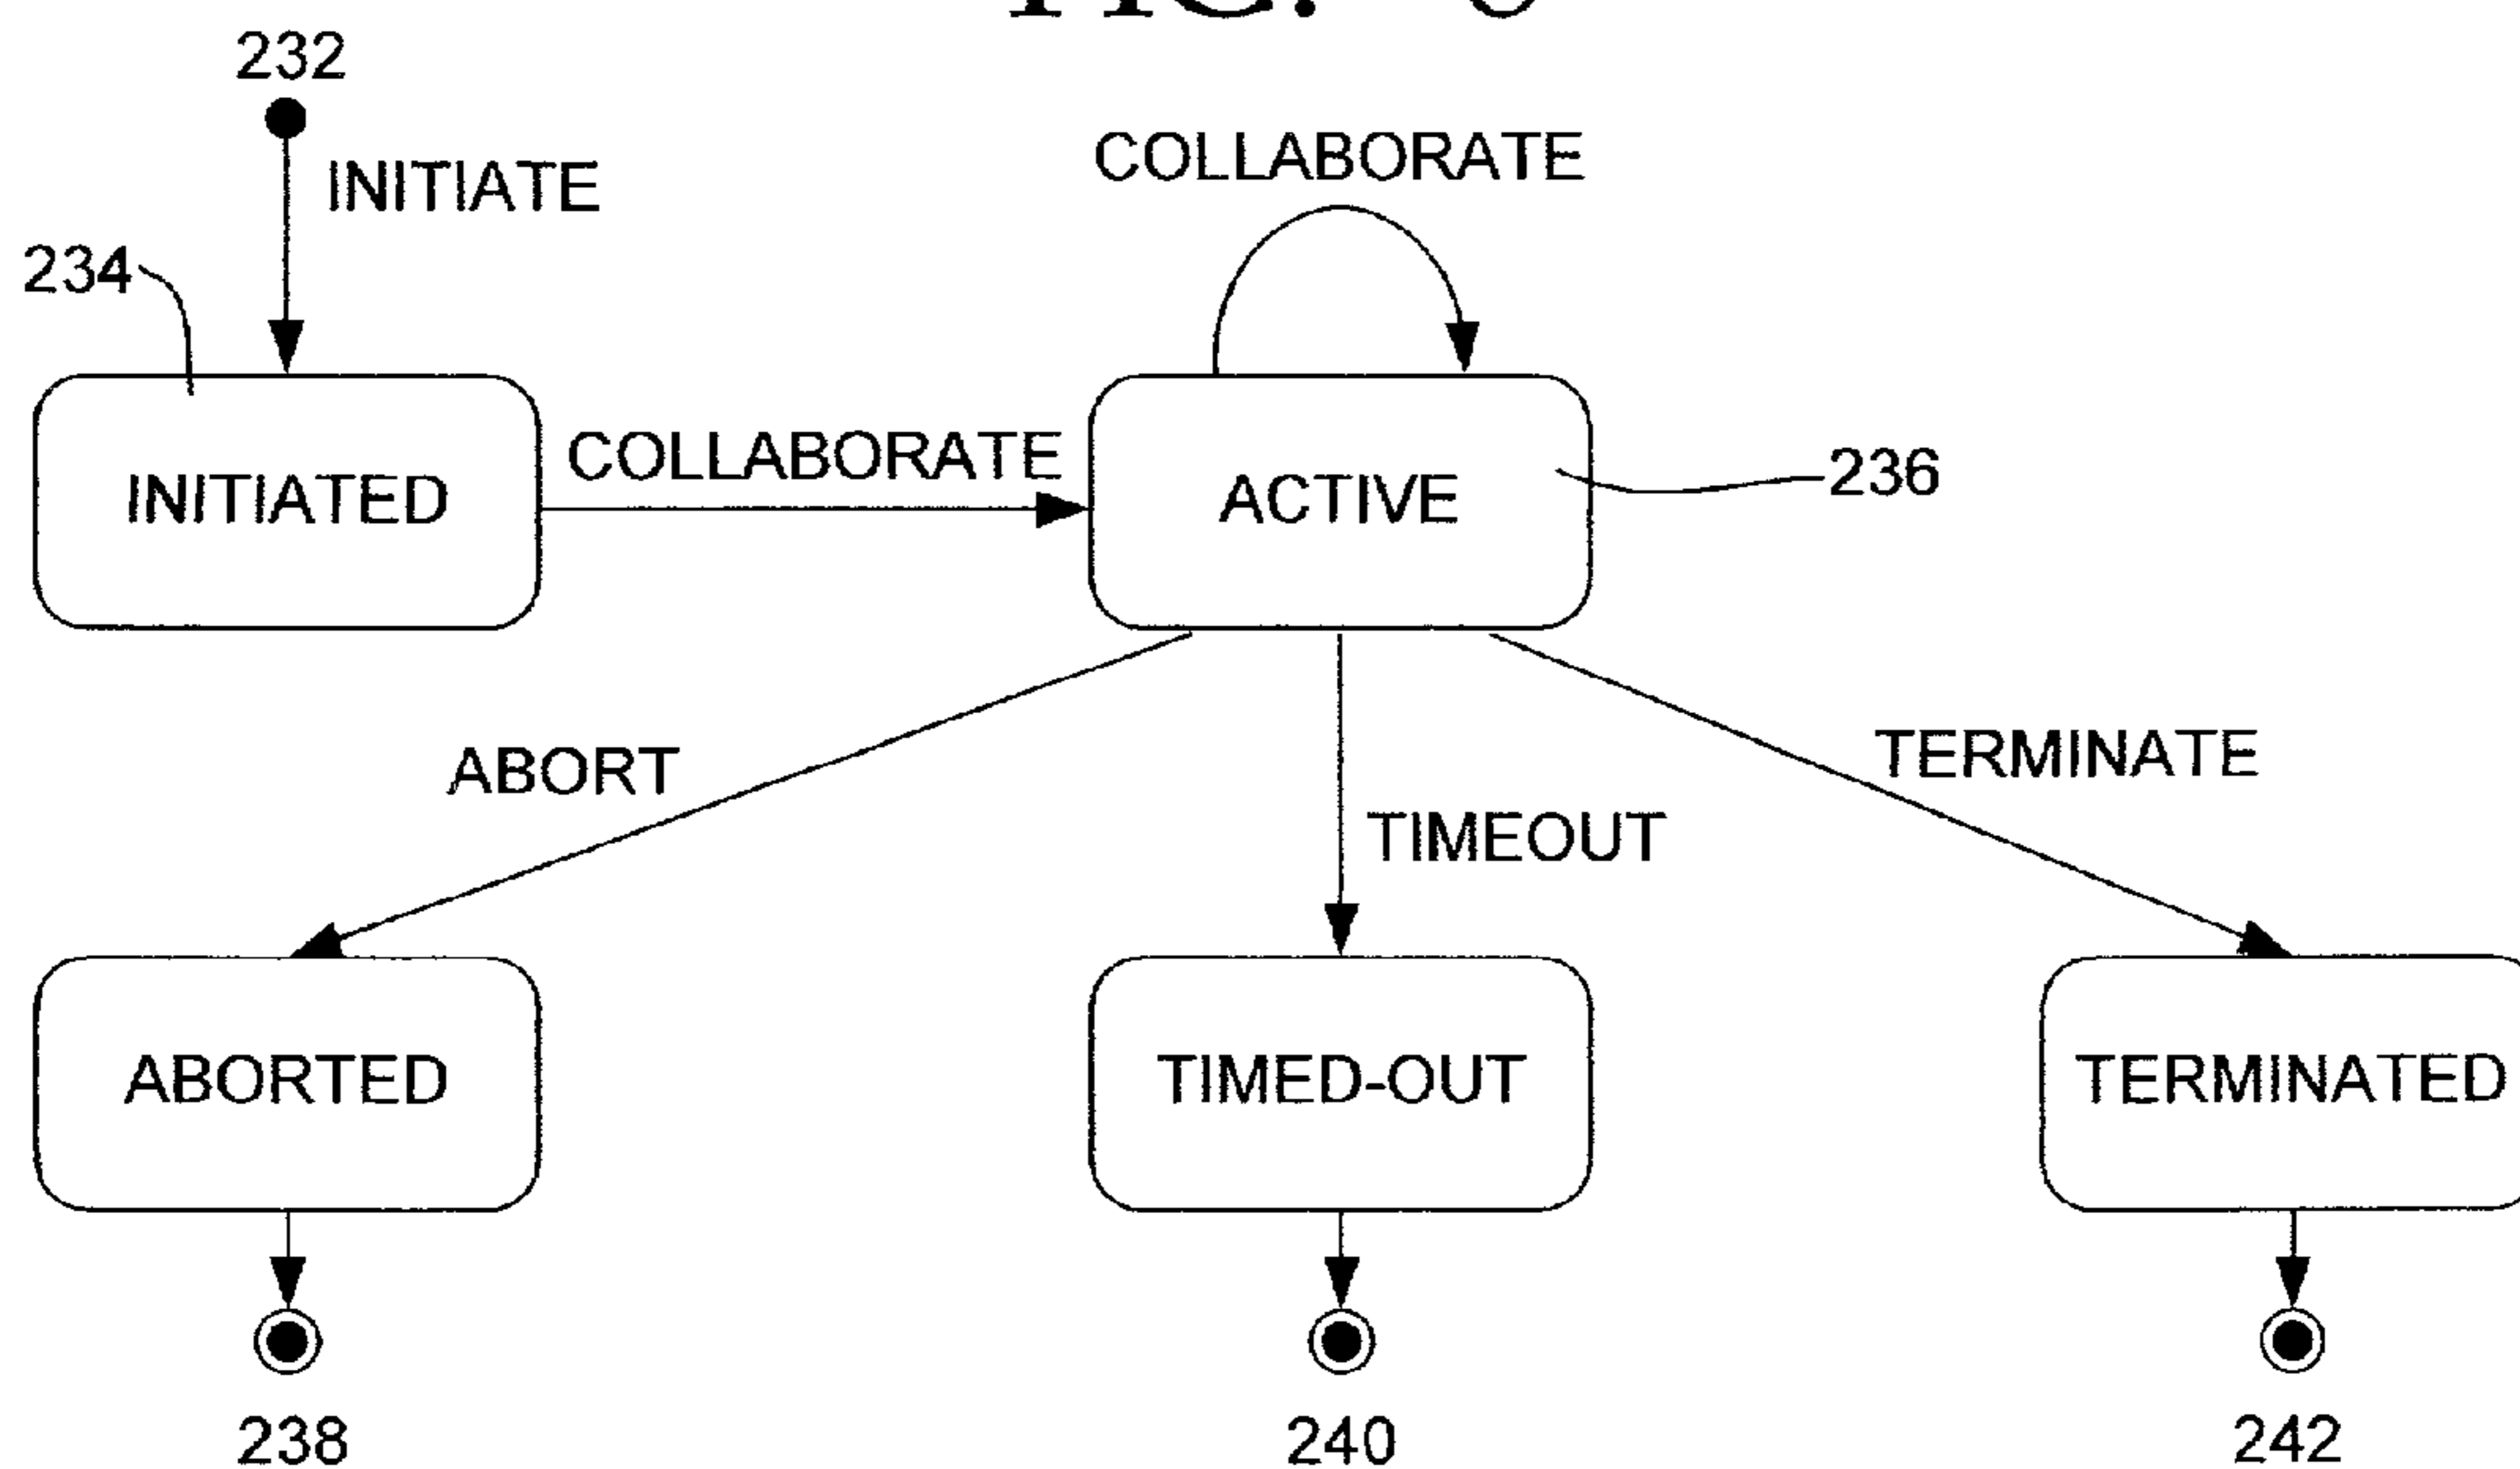 232
INITIATE
COLLABORATE
234
COLLABORATE
INITIATED
ACTIVE
236
ABORT
TERMINATE
TIMEOUT
ABORTED
TIMED-OUT
TERMINATED
238
240
242